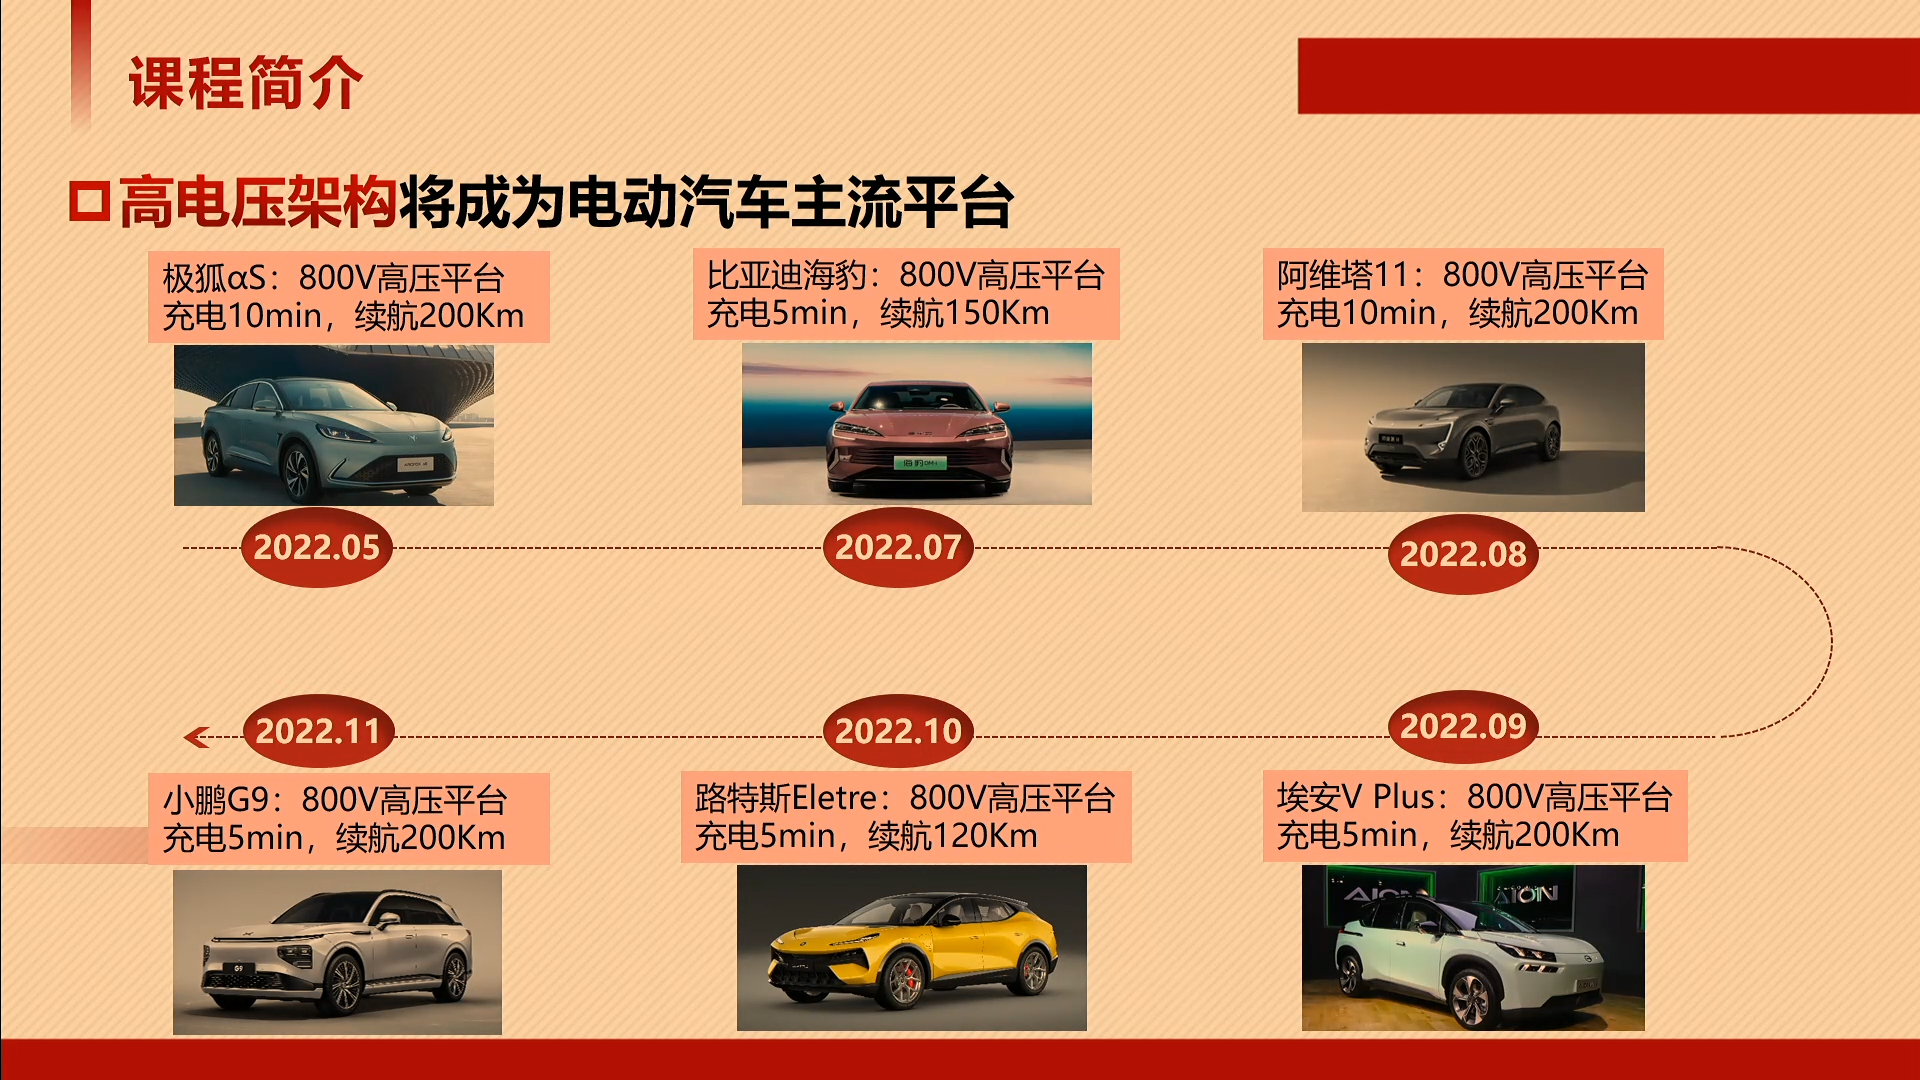 课程简介
高电压架构将成为电动汽车主流平台
极狐αS：800V高压平台
充电10min，续航200Km
比亚迪海豹：800V高压平台
充电5min，续航150Km
阿维塔11：800V高压平台
充电10min，续航200Km
2022.05
2022.07
2022.08
2022.11
2022.10
2022.09
小鹏G9：800V高压平台
充电5min，续航200Km
路特斯Eletre：800V高压平台
充电5min，续航120Km
埃安V Plus：800V高压平台
充电5min，续航200Km
G9
AION
AION